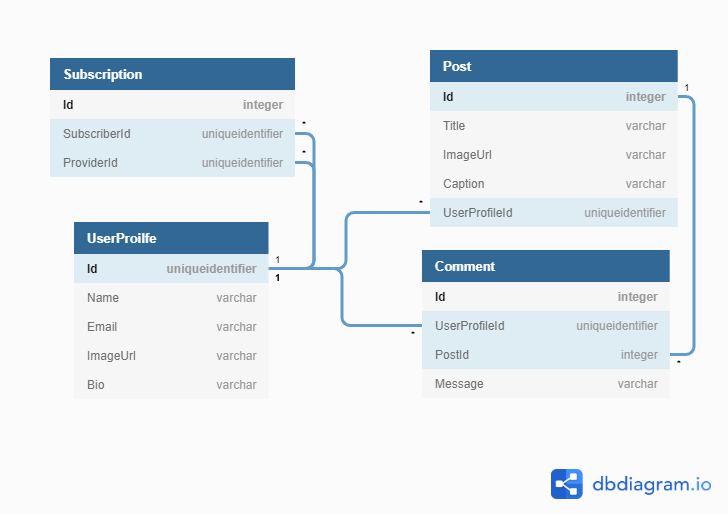 Subscription
Id integer
SubscriberId uniqueidentifier
*
ProviderId uniqueidentifier
*
UserProilfe
Id uniqueidentifier
1
1
Name varchar
Email varchar
ImageUrl varchar
Bio varchar
Post
Id integer
1
Title varchar
ImageUrl varchar
Caption varchar
UserProfileId uniqueidentifier
*
Comment
Id integer
UserProfileId uniqueidentifier
*
PostId integer
*
Message varchar
dbdiagram.io